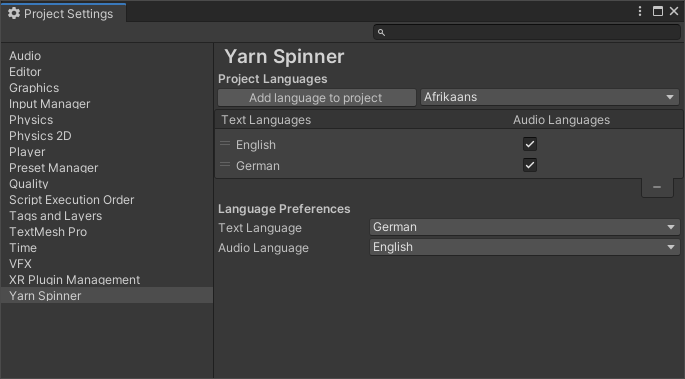 Project Settings
Audio
Editor
Graphics
Input Manager
Physics
Physics 2D
Player
Preset Manager
Quality
Script Execution Order
Tags and Layers
TextMesh Pro
Time
VFX
XR Plugin Management
Yarn Spinner
Yarn Spinner
Project Languages
Add language to project Afrikaans
Text Languages Audio Languages
English
German
Language Preferences
Text Language German
Audio Language English